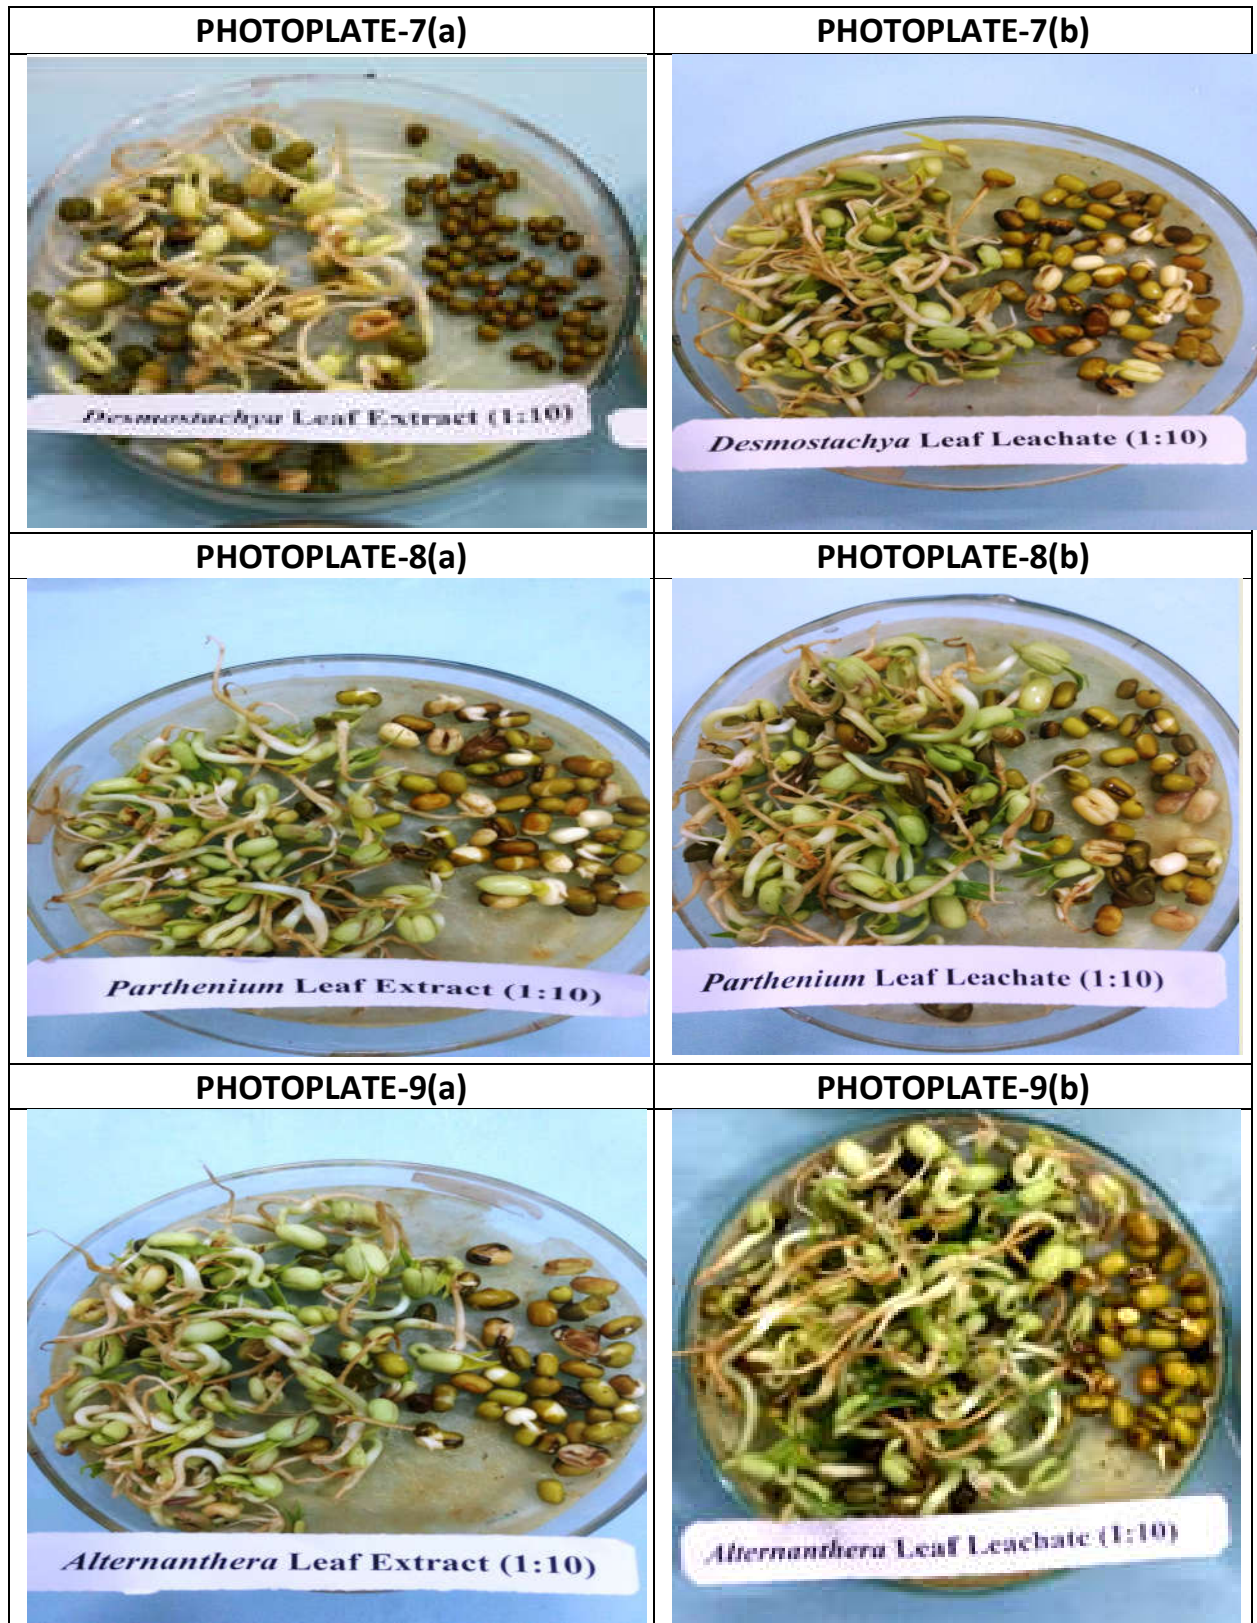 PHOTOPLATE-7(a)
PHOTOPLATE-7(b)
Desmostachya Leaf Extract (1:10)
Desmostachya Leaf Leachate (1:10)
PHOTOPLATE-8(a)
PHOTOPLATE-8(b)
Parthenium Leaf Extract (1:10)
Parthenium Leaf Leachate (1:10)
PHOTOPLATE-9(a)
PHOTOPLATE-9(b)
Alternanthera Leaf Extract (1:10)
Alternanthera Leaf Leachate (1:10)